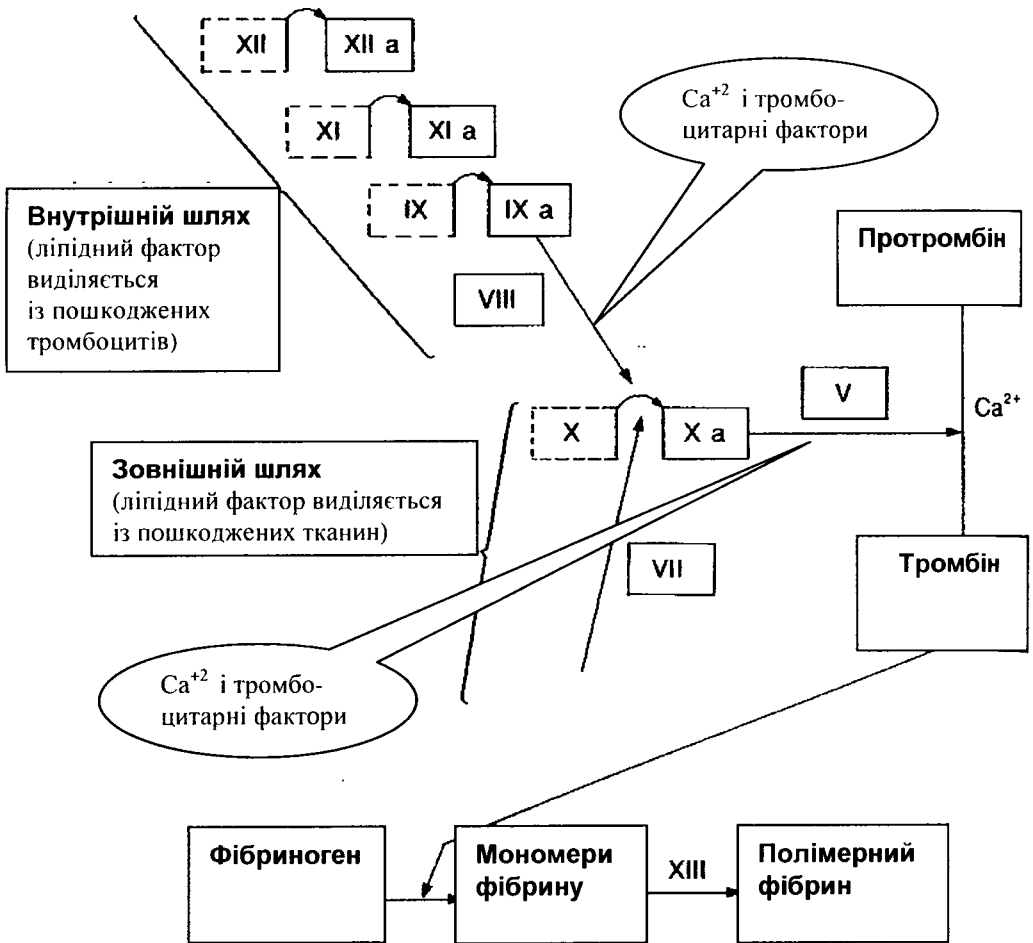 XII XII a
XI XI a
Ca+2 і тромбо-
цитарні фактори
IX IX a
Внутрішній шлях
(ліпідний фактор
виділяється
із пошкоджених
тромбоцитів)
VIII
Протромбін
V
Ca2+
X X a
Зовнішній шлях
(ліпідний фактор виділяється
із пошкоджених тканин)
VII
Тромбін
Ca+2 і тромбо-
цитарні фактори
Фібриноген
Мономери
фібрину
XIII
Полімерний
фібрин